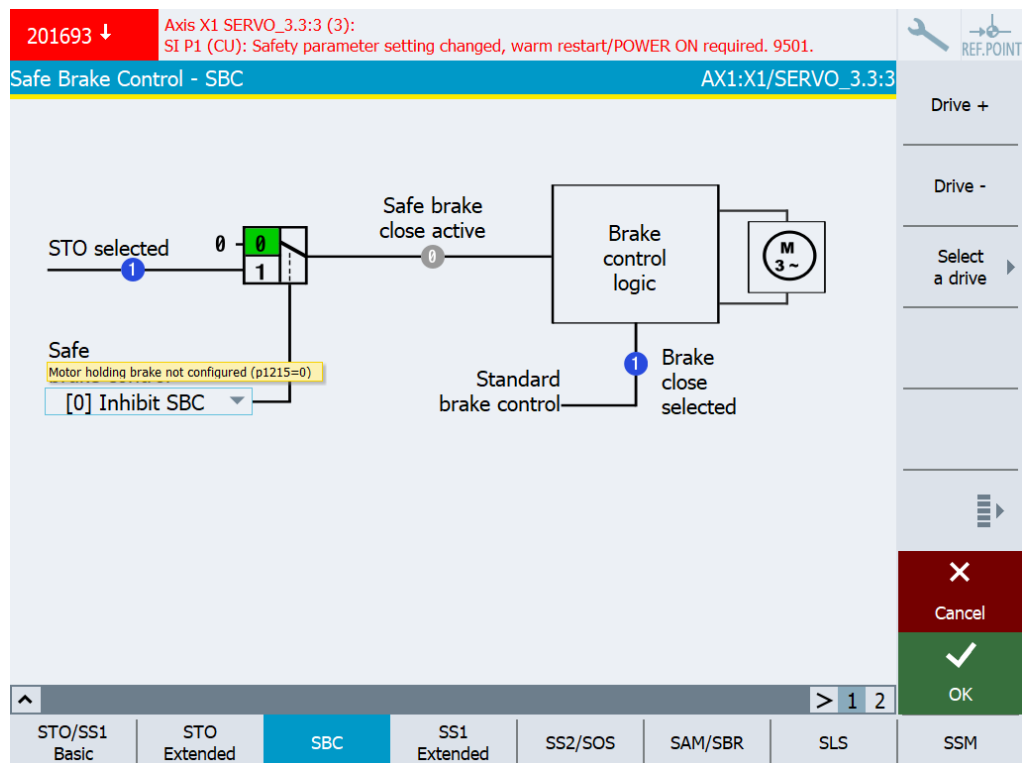 201693
Axis X1 SERVO_3.3:3 (3):
SI P1 (CU): Safety parameter setting changed, warm restart/POWER ON required. 9501.
REF.POINT
Safe Brake Control - SBC
AX1:X1/SERVO_3.3:3
Drive +
Drive -
Select
a drive
STO selected
1
0
0
1
Safe brake
close active
0
Brake
control
logic
M
3 ~
Safe
Motor holding brake not configured (p1215=0)
[0] Inhibit SBC
Standard
brake control
1
Brake
close
selected
Cancel
OK
> 1 2
STO/SS1
Basic
STO
Extended
SBC
SS1
Extended
SS2/SOS
SAM/SBR
SLS
SSM